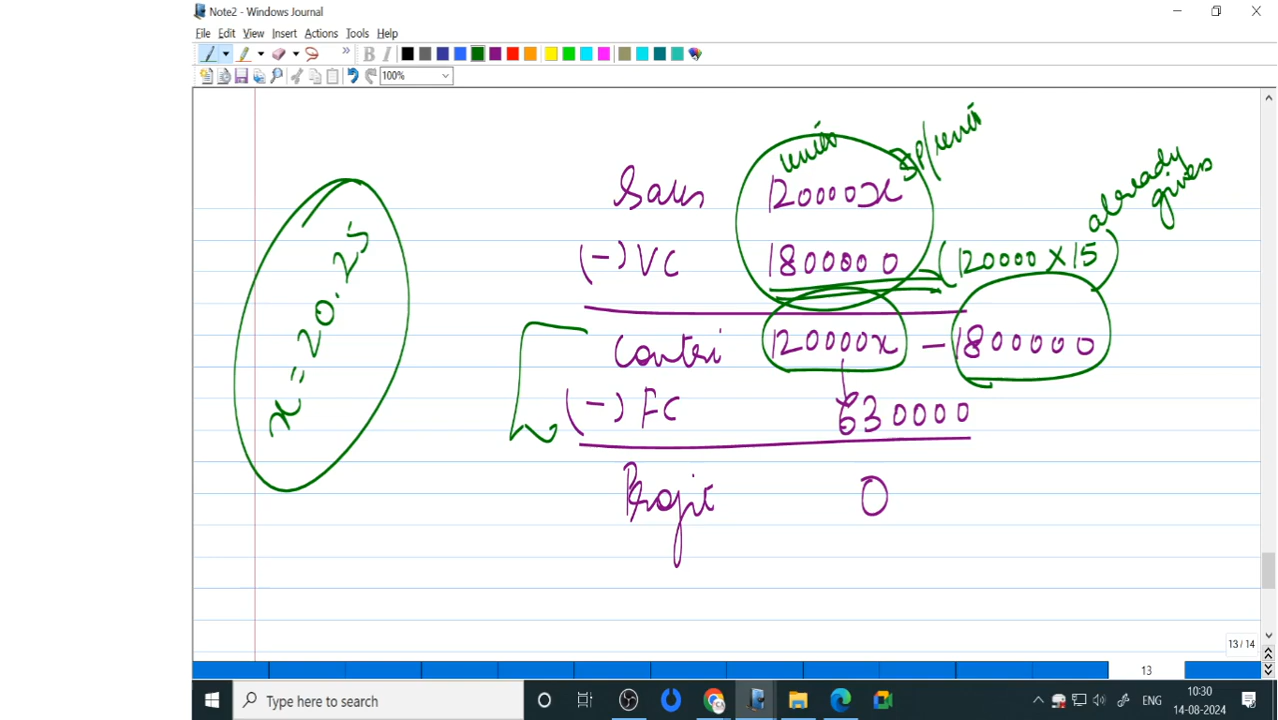 Note2 - Windows Journal
File Edit View Insert Actions Tools Help
» B I
100%
units SP/unit
Sales 120000x
already given
(-) VC 1800000 (120000 X 15)
Contri 120000x - 1800000
(-) FC 630000
Profit 0
x = 20.25
13 / 14
13
Type here to search
ENG
10:30
14-08-2024